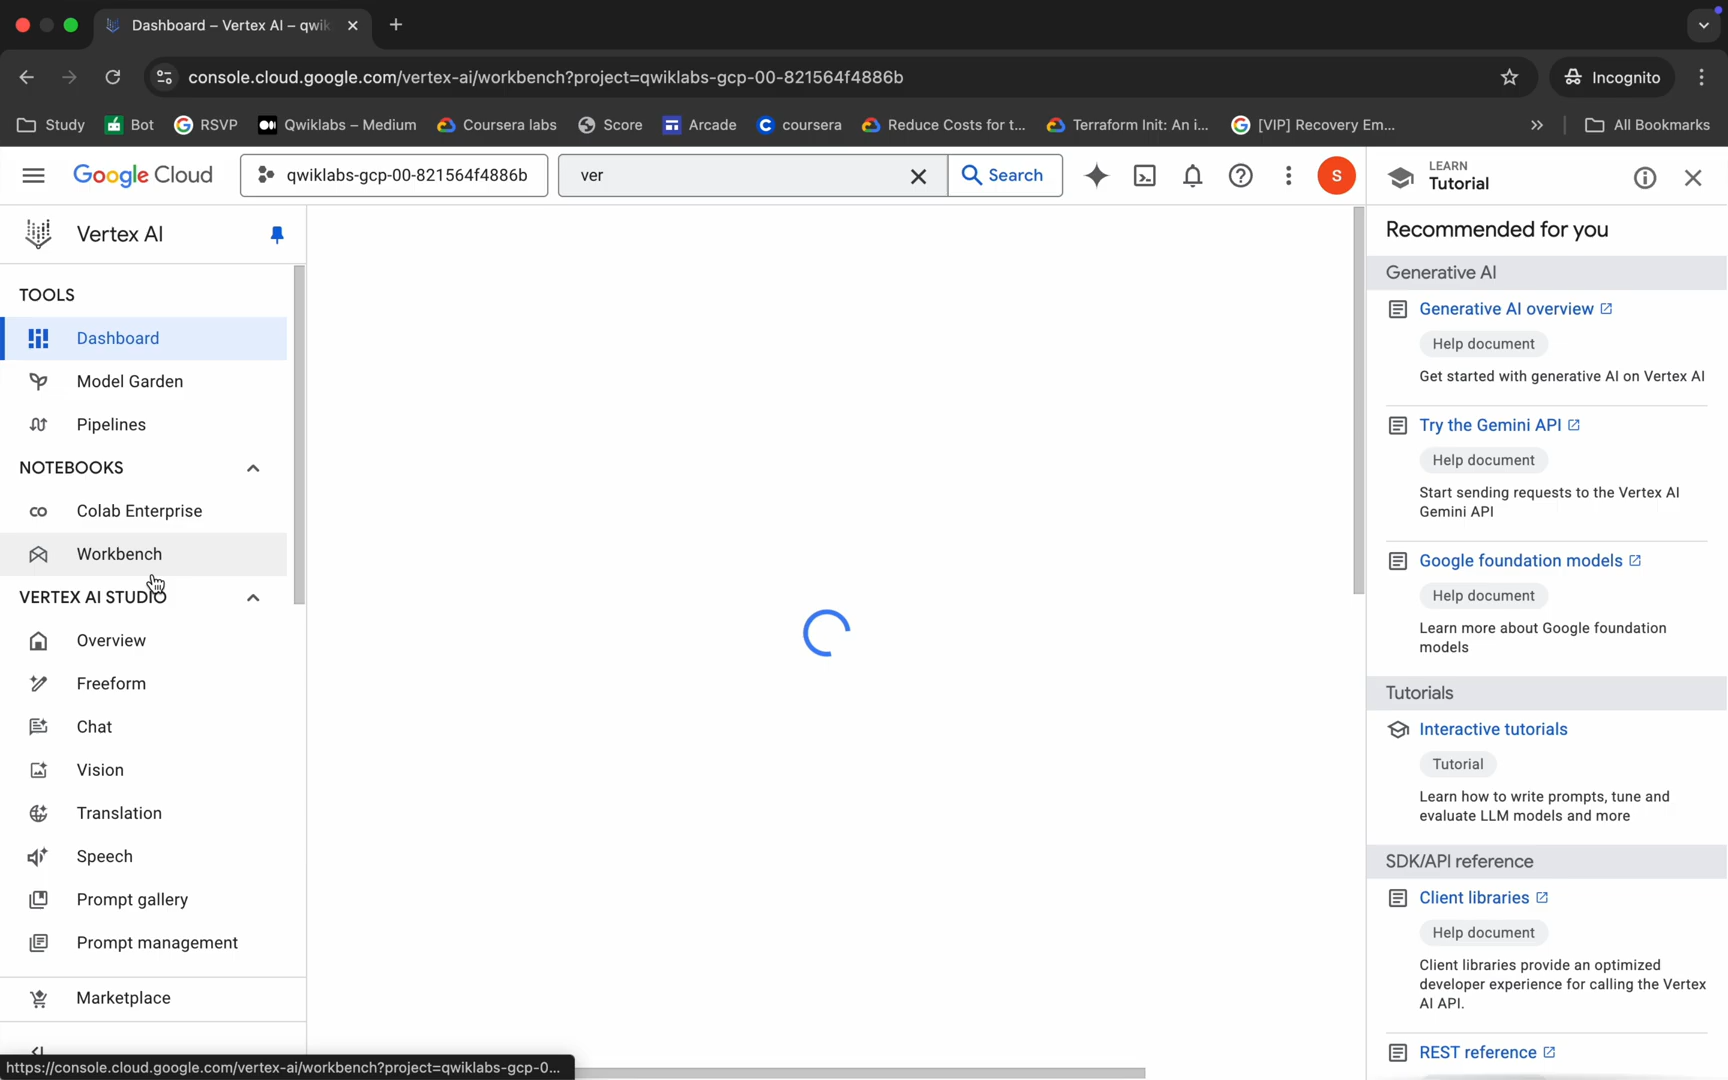 Dashboard – Vertex AI – qwik
console.cloud.google.com/vertex-ai/workbench?project=qwiklabs-gcp-00-821564f4886b
Incognito
Study
Bot
RSVP
Qwiklabs – Medium
Coursera labs
Score
Arcade
coursera
Reduce Costs for t...
Terraform Init: An i...
[VIP] Recovery Em...
All Bookmarks
Google Cloud
qwiklabs-gcp-00-821564f4886b
ver
Search
S
LEARN
Tutorial
Vertex AI
TOOLS
Dashboard
Model Garden
Pipelines
NOTEBOOKS
Colab Enterprise
Workbench
VERTEX AI STUDIO
Overview
Freeform
Chat
Vision
Translation
Speech
Prompt gallery
Prompt management
Marketplace
https://console.cloud.google.com/vertex-ai/workbench?project=qwiklabs-gcp-0...
Recommended for you
Generative AI
Generative AI overview
Help document
Get started with generative AI on Vertex AI
Try the Gemini API
Help document
Start sending requests to the Vertex AI
Gemini API
Google foundation models
Help document
Learn more about Google foundation
models
Tutorials
Interactive tutorials
Tutorial
Learn how to write prompts, tune and
evaluate LLM models and more
SDK/API reference
Client libraries
Help document
Client libraries provide an optimized
developer experience for calling the Vertex
AI API.
REST reference